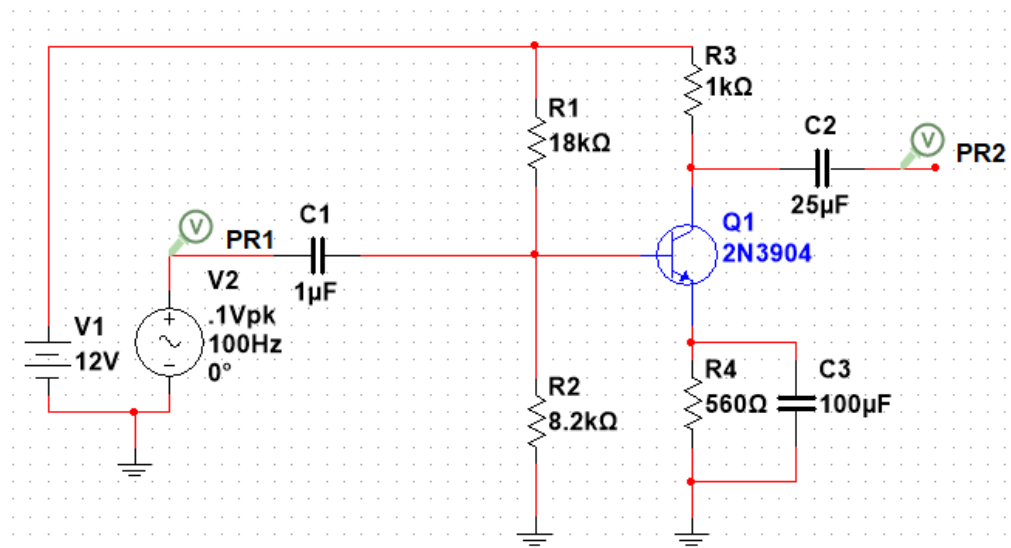 R3
1kΩ
R1
18kΩ
C2
25µF
V
PR2
V
PR1
C1
1µF
Q1
2N3904
V2
.1Vpk
100Hz
0°
V1
12V
R2
8.2kΩ
R4
560Ω
C3
100µF